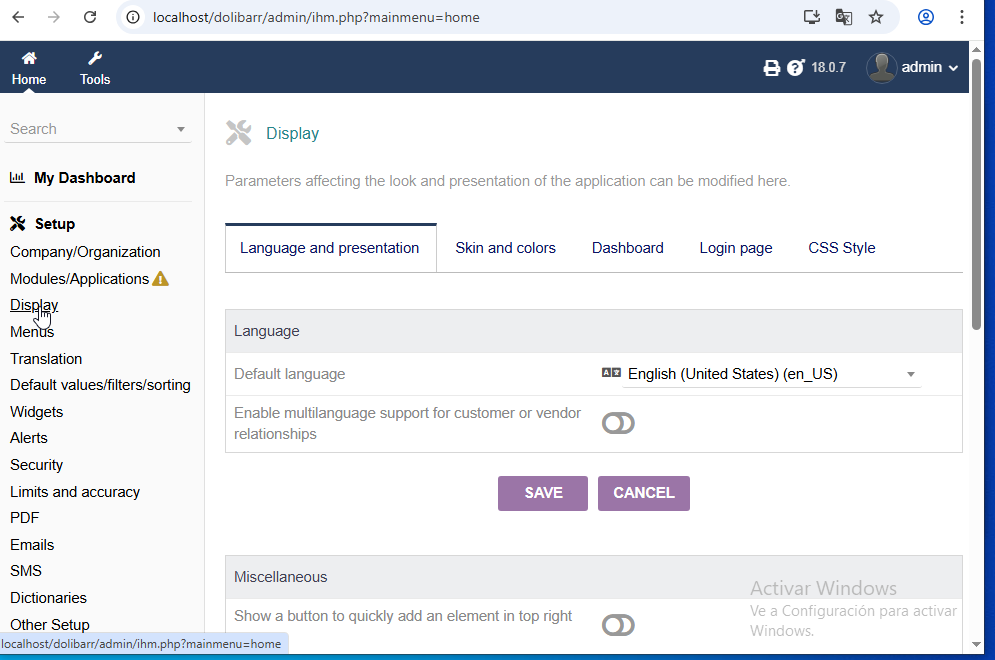 localhost/dolibarr/admin/ihm.php?mainmenu=home
Home
Tools
18.0.7
admin
Search
My Dashboard
Setup
Company/Organization
Modules/Applications
Display
Menus
Translation
Default values/filters/sorting
Widgets
Alerts
Security
Limits and accuracy
PDF
Emails
SMS
Dictionaries
Other Setup
Display
Parameters affecting the look and presentation of the application can be modified here.
Language and presentation
Skin and colors
Dashboard
Login page
CSS Style
Language
Default language
English (United States) (en_US)
Enable multilanguage support for customer or vendor
relationships
SAVE
CANCEL
Miscellaneous
Show a button to quickly add an element in top right
Activar Windows
Ve a Configuración para activar
Windows.
localhost/dolibarr/admin/ihm.php?mainmenu=home